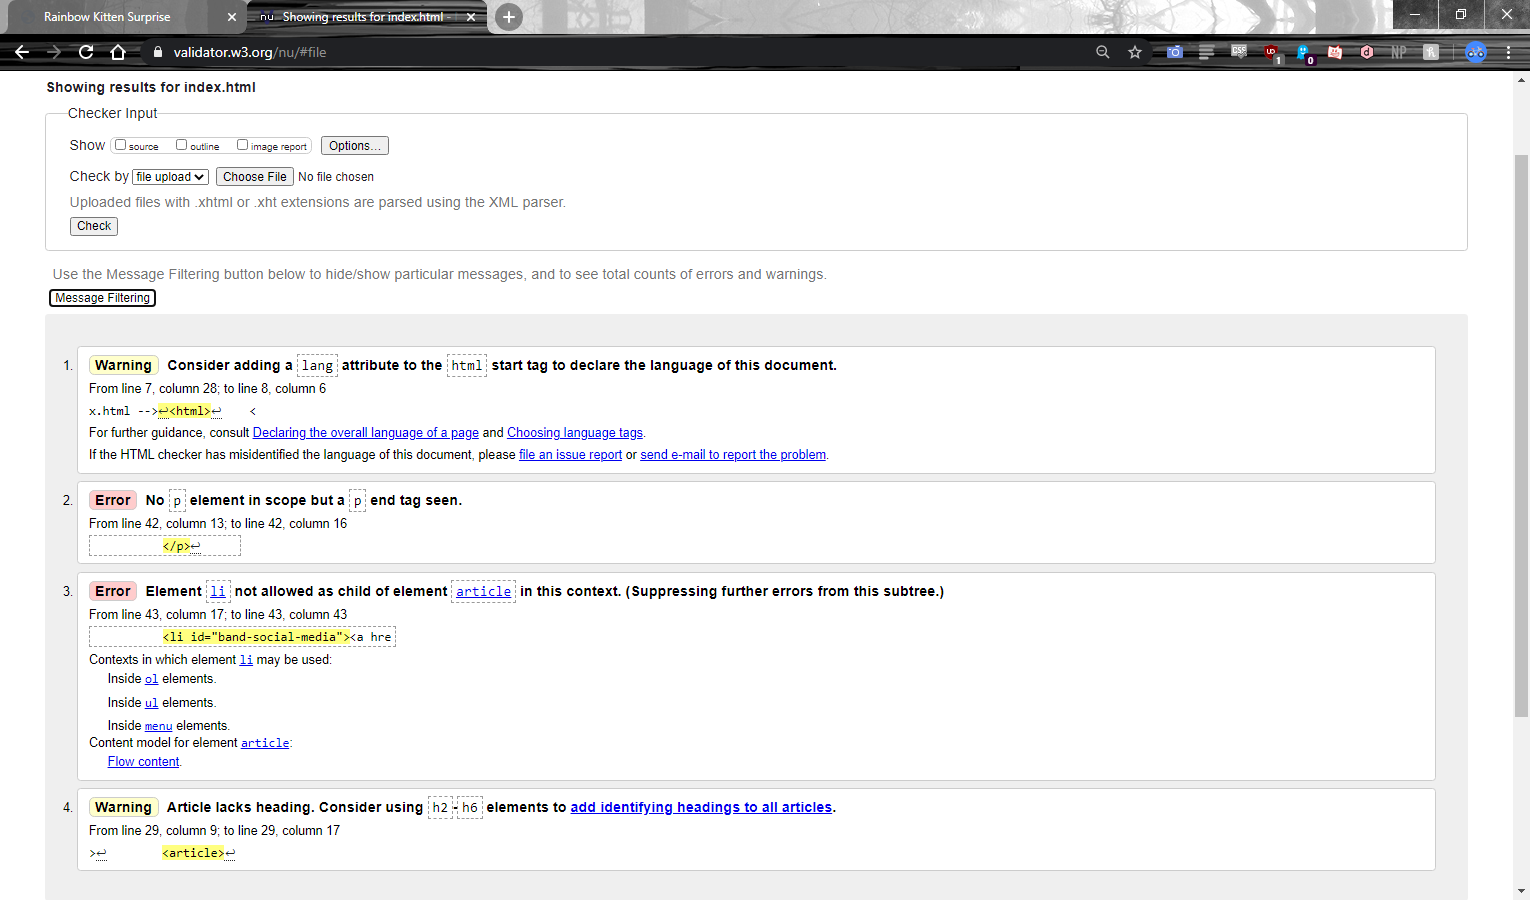 Rainbow Kitten Surprise
nu Showing results for index.html -
validator.w3.org/nu/#file
1
0
Showing results for index.html
Checker Input
Show source outline image report Options...
Check by file upload Choose File No file chosen
Uploaded files with .xhtml or .xht extensions are parsed using the XML parser.
Check
Use the Message Filtering button below to hide/show particular messages, and to see total counts of errors and warnings.
Message Filtering
1. Warning Consider adding a lang attribute to the html start tag to declare the language of this document.
From line 7, column 28; to line 8, column 6
x.html -->↩<html>↩ <
For further guidance, consult Declaring the overall language of a page and Choosing language tags.
If the HTML checker has misidentified the language of this document, please file an issue report or send e-mail to report the problem.
2. Error No p element in scope but a p end tag seen.
From line 42, column 13; to line 42, column 16
</p>↩
3. Error Element li not allowed as child of element article in this context. (Suppressing further errors from this subtree.)
From line 43, column 17; to line 43, column 43
<li id="band-social-media"><a hre
Contexts in which element li may be used:
Inside ol elements.
Inside ul elements.
Inside menu elements.
Content model for element article:
Flow content.
4. Warning Article lacks heading. Consider using h2-h6 elements to add identifying headings to all articles.
From line 29, column 9; to line 29, column 17
>↩ <article>↩